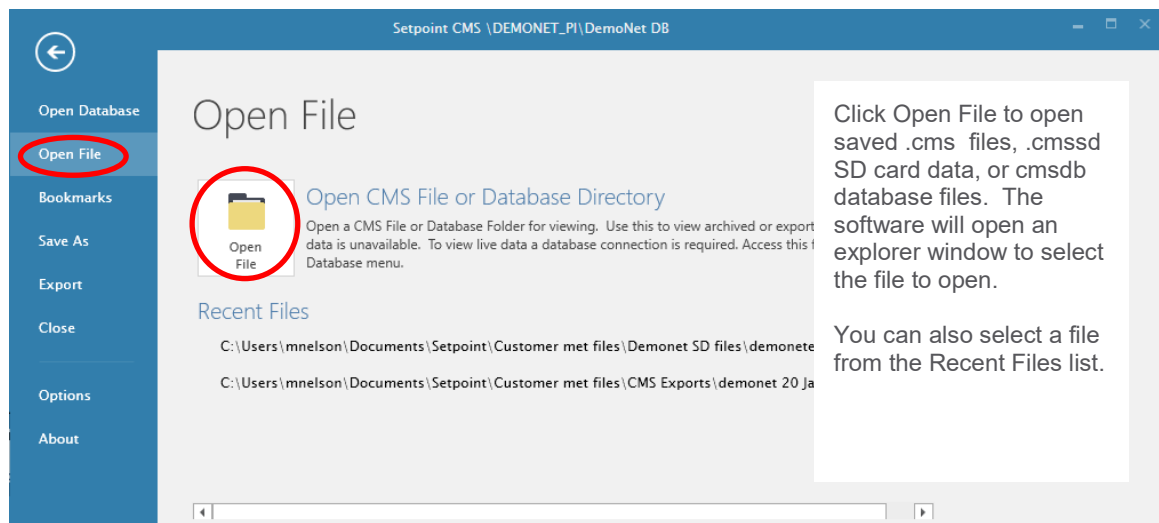 Setpoint CMS \DEMONET_PI\DemoNet DB
Open Database
Open File
Bookmarks
Save As
Export
Close
Options
About
Open File
Open
File
Open CMS File or Database Directory
Open a CMS File or Database Folder for viewing. Use this to view archived or export
data is unavailable. To view live data a database connection is required. Access this f
Database menu.
Recent Files
C:\Users\mnelson\Documents\Setpoint\Customer met files\Demonet SD files\demonete
C:\Users\mnelson\Documents\Setpoint\Customer met files\CMS Exports\demonet 20 Ja
Click Open File to open
saved .cms files, .cmssd
SD card data, or cmsdb
database files. The
software will open an
explorer window to select
the file to open.
You can also select a file
from the Recent Files list.